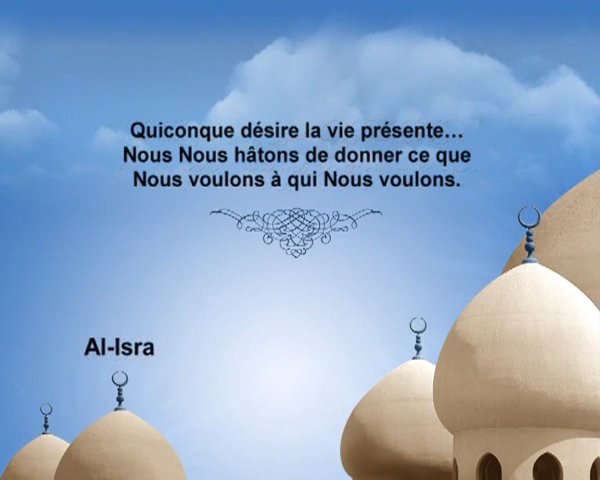 Quiconque désire la vie présente…
Nous Nous hâtons de donner ce que
Nous voulons à qui Nous voulons.
Al-Isra